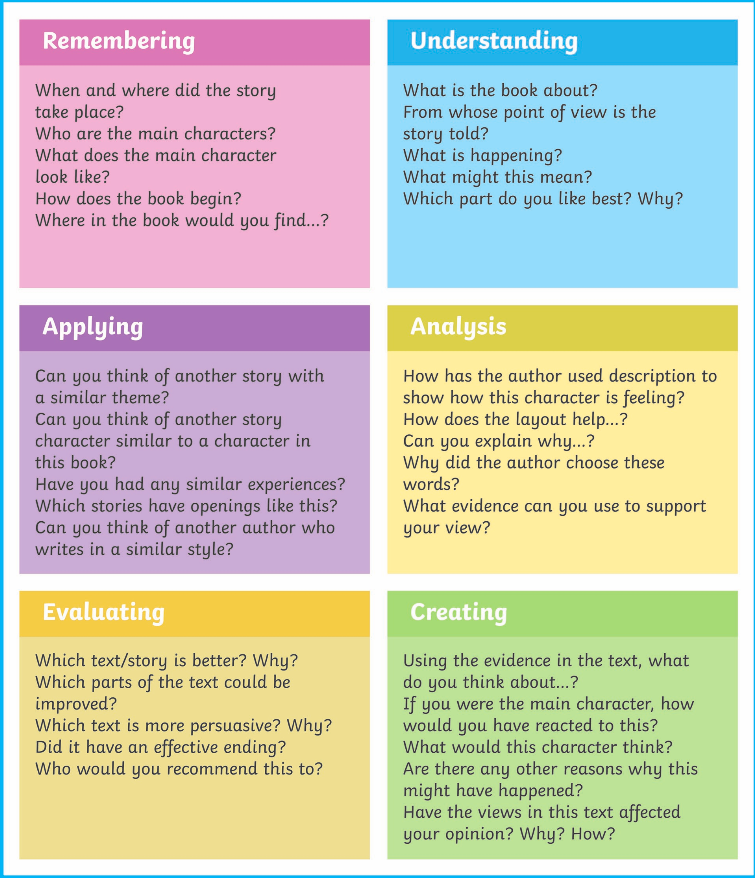 Remembering
When and where did the story
take place?
Who are the main characters?
What does the main character
look like?
How does the book begin?
Where in the book would you find...?
Understanding
What is the book about?
From whose point of view is the
story told?
What is happening?
What might this mean?
Which part do you like best? Why?
Applying
Can you think of another story with
a similar theme?
Can you think of another story
character similar to a character in
this book?
Have you had any similar experiences?
Which stories have openings like this?
Can you think of another author who
writes in a similar style?
Analysis
How has the author used description to
show how this character is feeling?
How does the layout help...?
Can you explain why...?
Why did the author choose these
words?
What evidence can you use to support
your view?
Evaluating
Which text/story is better? Why?
Which parts of the text could be
improved?
Which text is more persuasive? Why?
Did it have an effective ending?
Who would you recommend this to?
Creating
Using the evidence in the text, what
do you think about...?
If you were the main character, how
would you have reacted to this?
What would this character think?
Are there any other reasons why this
might have happened?
Have the views in this text affected
your opinion? Why? How?